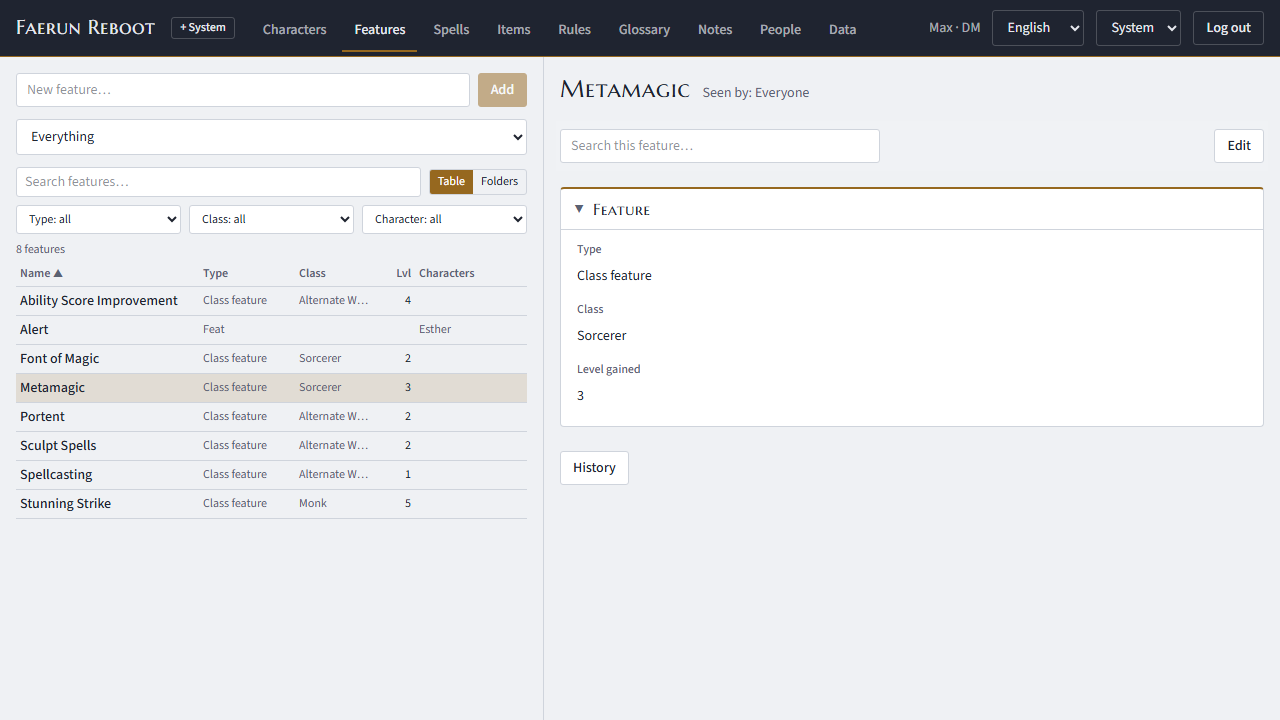 Faerun Reboot
+ System
Characters
Features
Spells
Items
Rules
Glossary
Notes
People
Data
Max · DM
English
System
Log out
New feature…
Add
Everything
Search features…
Table
Folders
Type: all
Class: all
Character: all
8 features
Name ▲ Type Class Lvl Characters
Ability Score Improvement Class feature Alternate W… 4
Alert Feat Esther
Font of Magic Class feature Sorcerer 2
Metamagic Class feature Sorcerer 3
Portent Class feature Alternate W… 2
Sculpt Spells Class feature Alternate W… 2
Spellcasting Class feature Alternate W… 1
Stunning Strike Class feature Monk 5
Metamagic Seen by: Everyone
Search this feature…
Edit
▼ Feature
Type
Class feature
Class
Sorcerer
Level gained
3
History